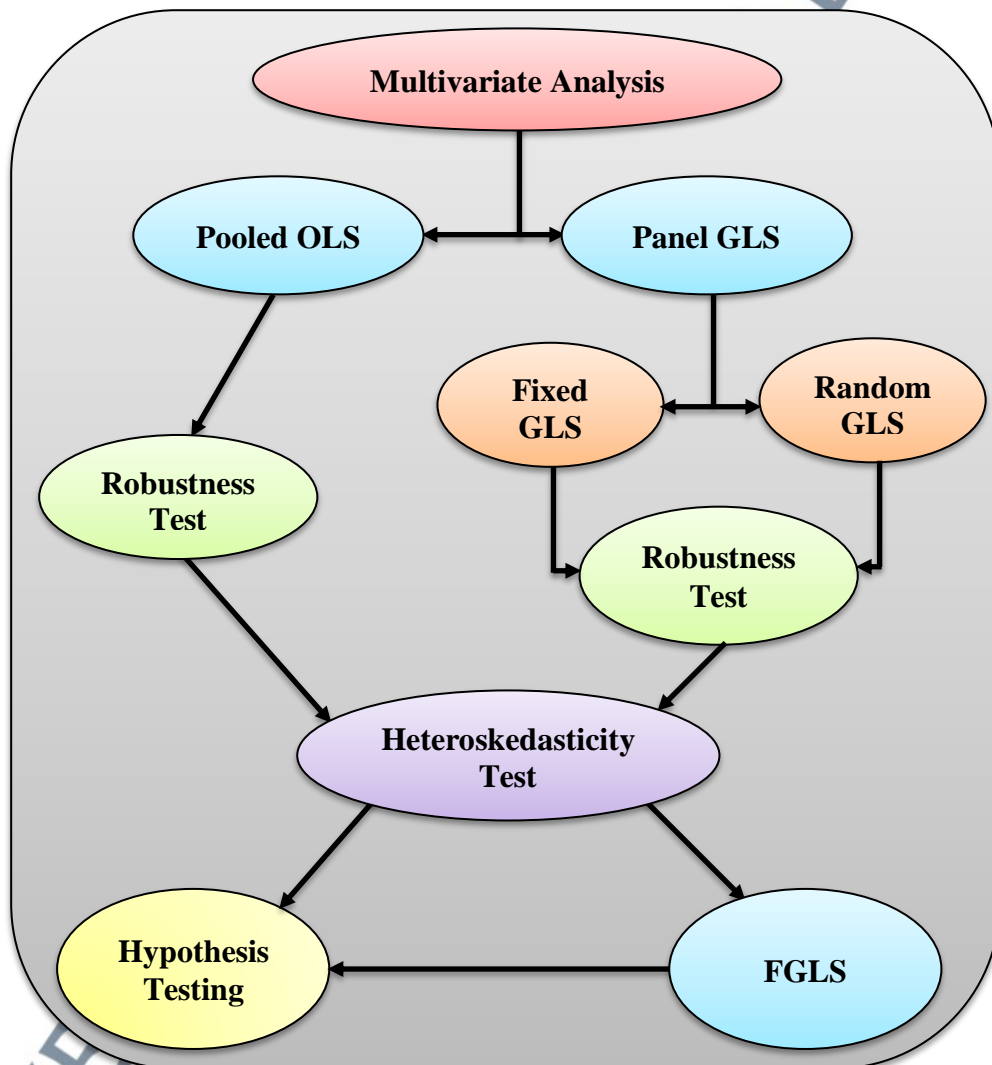 Multivariate Analysis
Pooled OLS
Panel GLS
Fixed
GLS
Random
GLS
Robustness
Test
Robustness
Test
Heteroskedasticity
Test
Hypothesis
Testing
FGLS